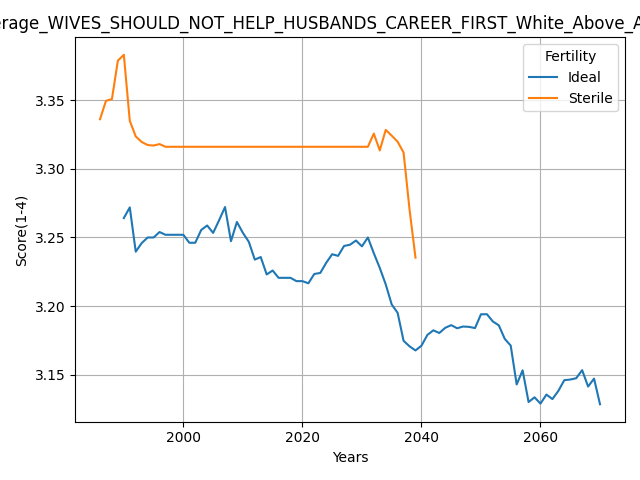 erage_WIVES_SHOULD_NOT_HELP_HUSBANDS_CAREER_FIRST_White_Above_A
Fertility
Ideal
Sterile
3.35
3.30
3.25
3.20
3.15
Score(1-4)
2000 2020 2040 2060
Years